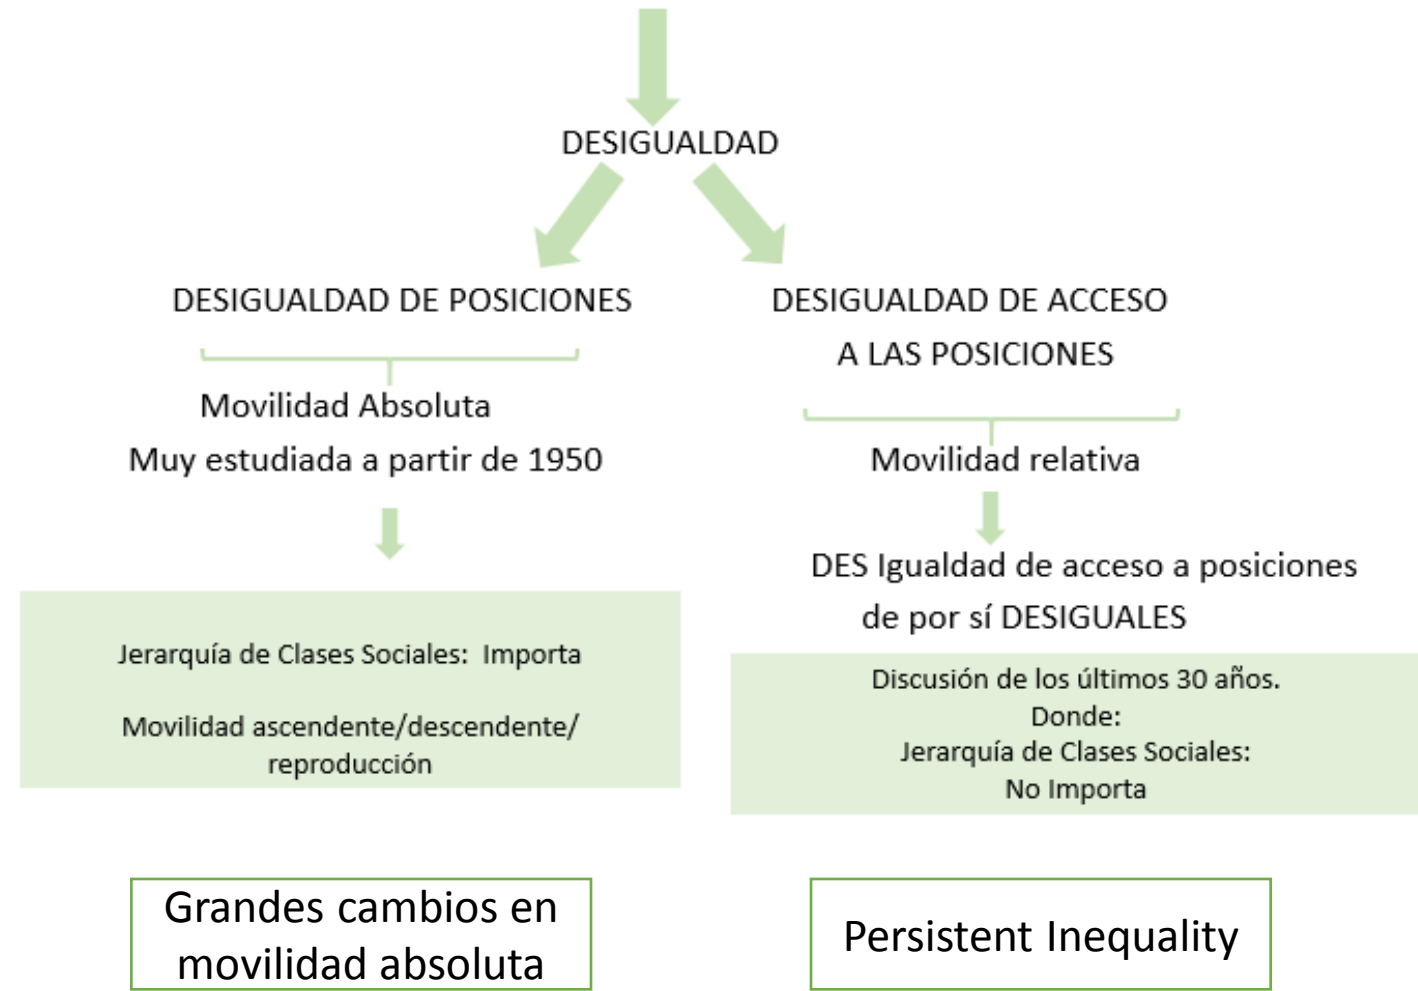 DESIGUALDAD
DESIGUALDAD DE POSICIONES
Movilidad Absoluta
Muy estudiada a partir de 1950
Jerarquía de Clases Sociales: Importa
Movilidad ascendente/descendente/
reproducción
Grandes cambios en
movilidad absoluta
DESIGUALDAD DE ACCESO
A LAS POSICIONES
Movilidad relativa
DES Igualdad de acceso a posiciones
de por sí DESIGUALES
Discusión de los últimos 30 años.
Donde:
Jerarquía de Clases Sociales:
No Importa
Persistent Inequality